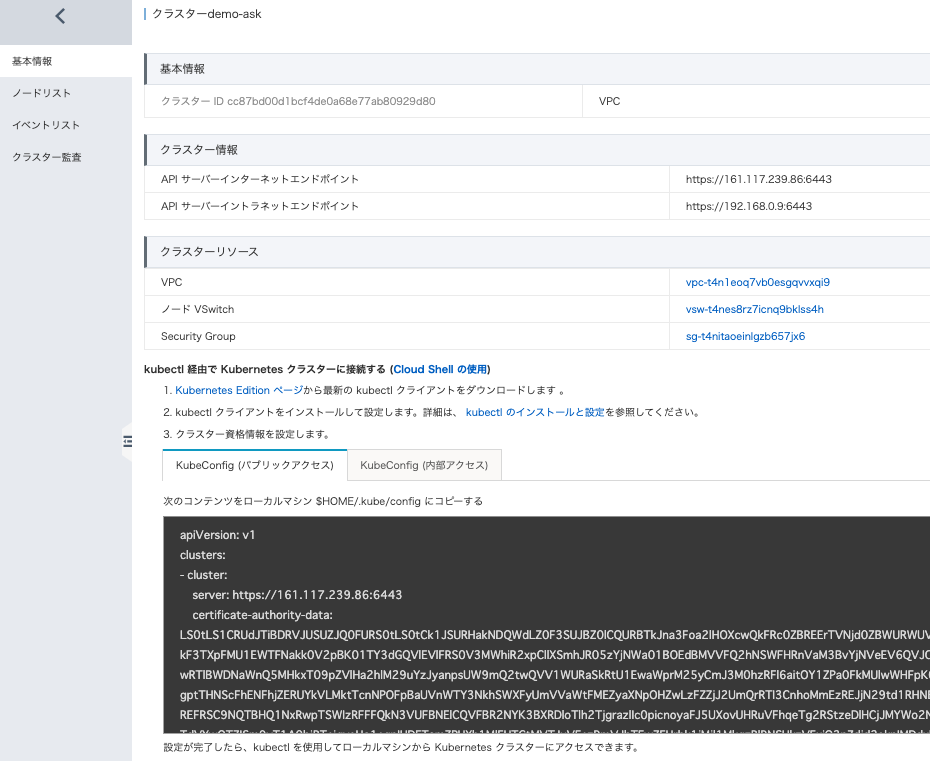 クラスターdemo-ask
基本情報
ノードリスト
イベントリスト
クラスター監査
基本情報
クラスター ID cc87bd00d1bcf4de0a68e77ab80929d80 VPC
クラスター情報
API サーバーインターネットエンドポイント https://161.117.239.86:6443
API サーバーイントラネットエンドポイント https://192.168.0.9:6443
クラスターリソース
VPC vpc-t4n1eoq7vb0esgqvvxqi9
ノード VSwitch vsw-t4nes8rz7icnq9bklss4h
Security Group sg-t4nitaoeinlgzb657jx6
kubectl 経由で Kubernetes クラスターに接続する (Cloud Shell の使用)
1. Kubernetes Edition ページから最新の kubectl クライアントをダウンロードします 。
2. kubectl クライアントをインストールして設定します。詳細は、 kubectl のインストールと設定を参照してください。
3. クラスター資格情報を設定します。
KubeConfig (パブリックアクセス) KubeConfig (内部アクセス)
次のコンテンツをローカルマシン $HOME/.kube/config にコピーする
apiVersion: v1
clusters:
- cluster:
server: https://161.117.239.86:6443
certificate-authority-data:
設定が完了したら、kubectl を使用してローカルマシンから Kubernetes クラスターにアクセスできます。